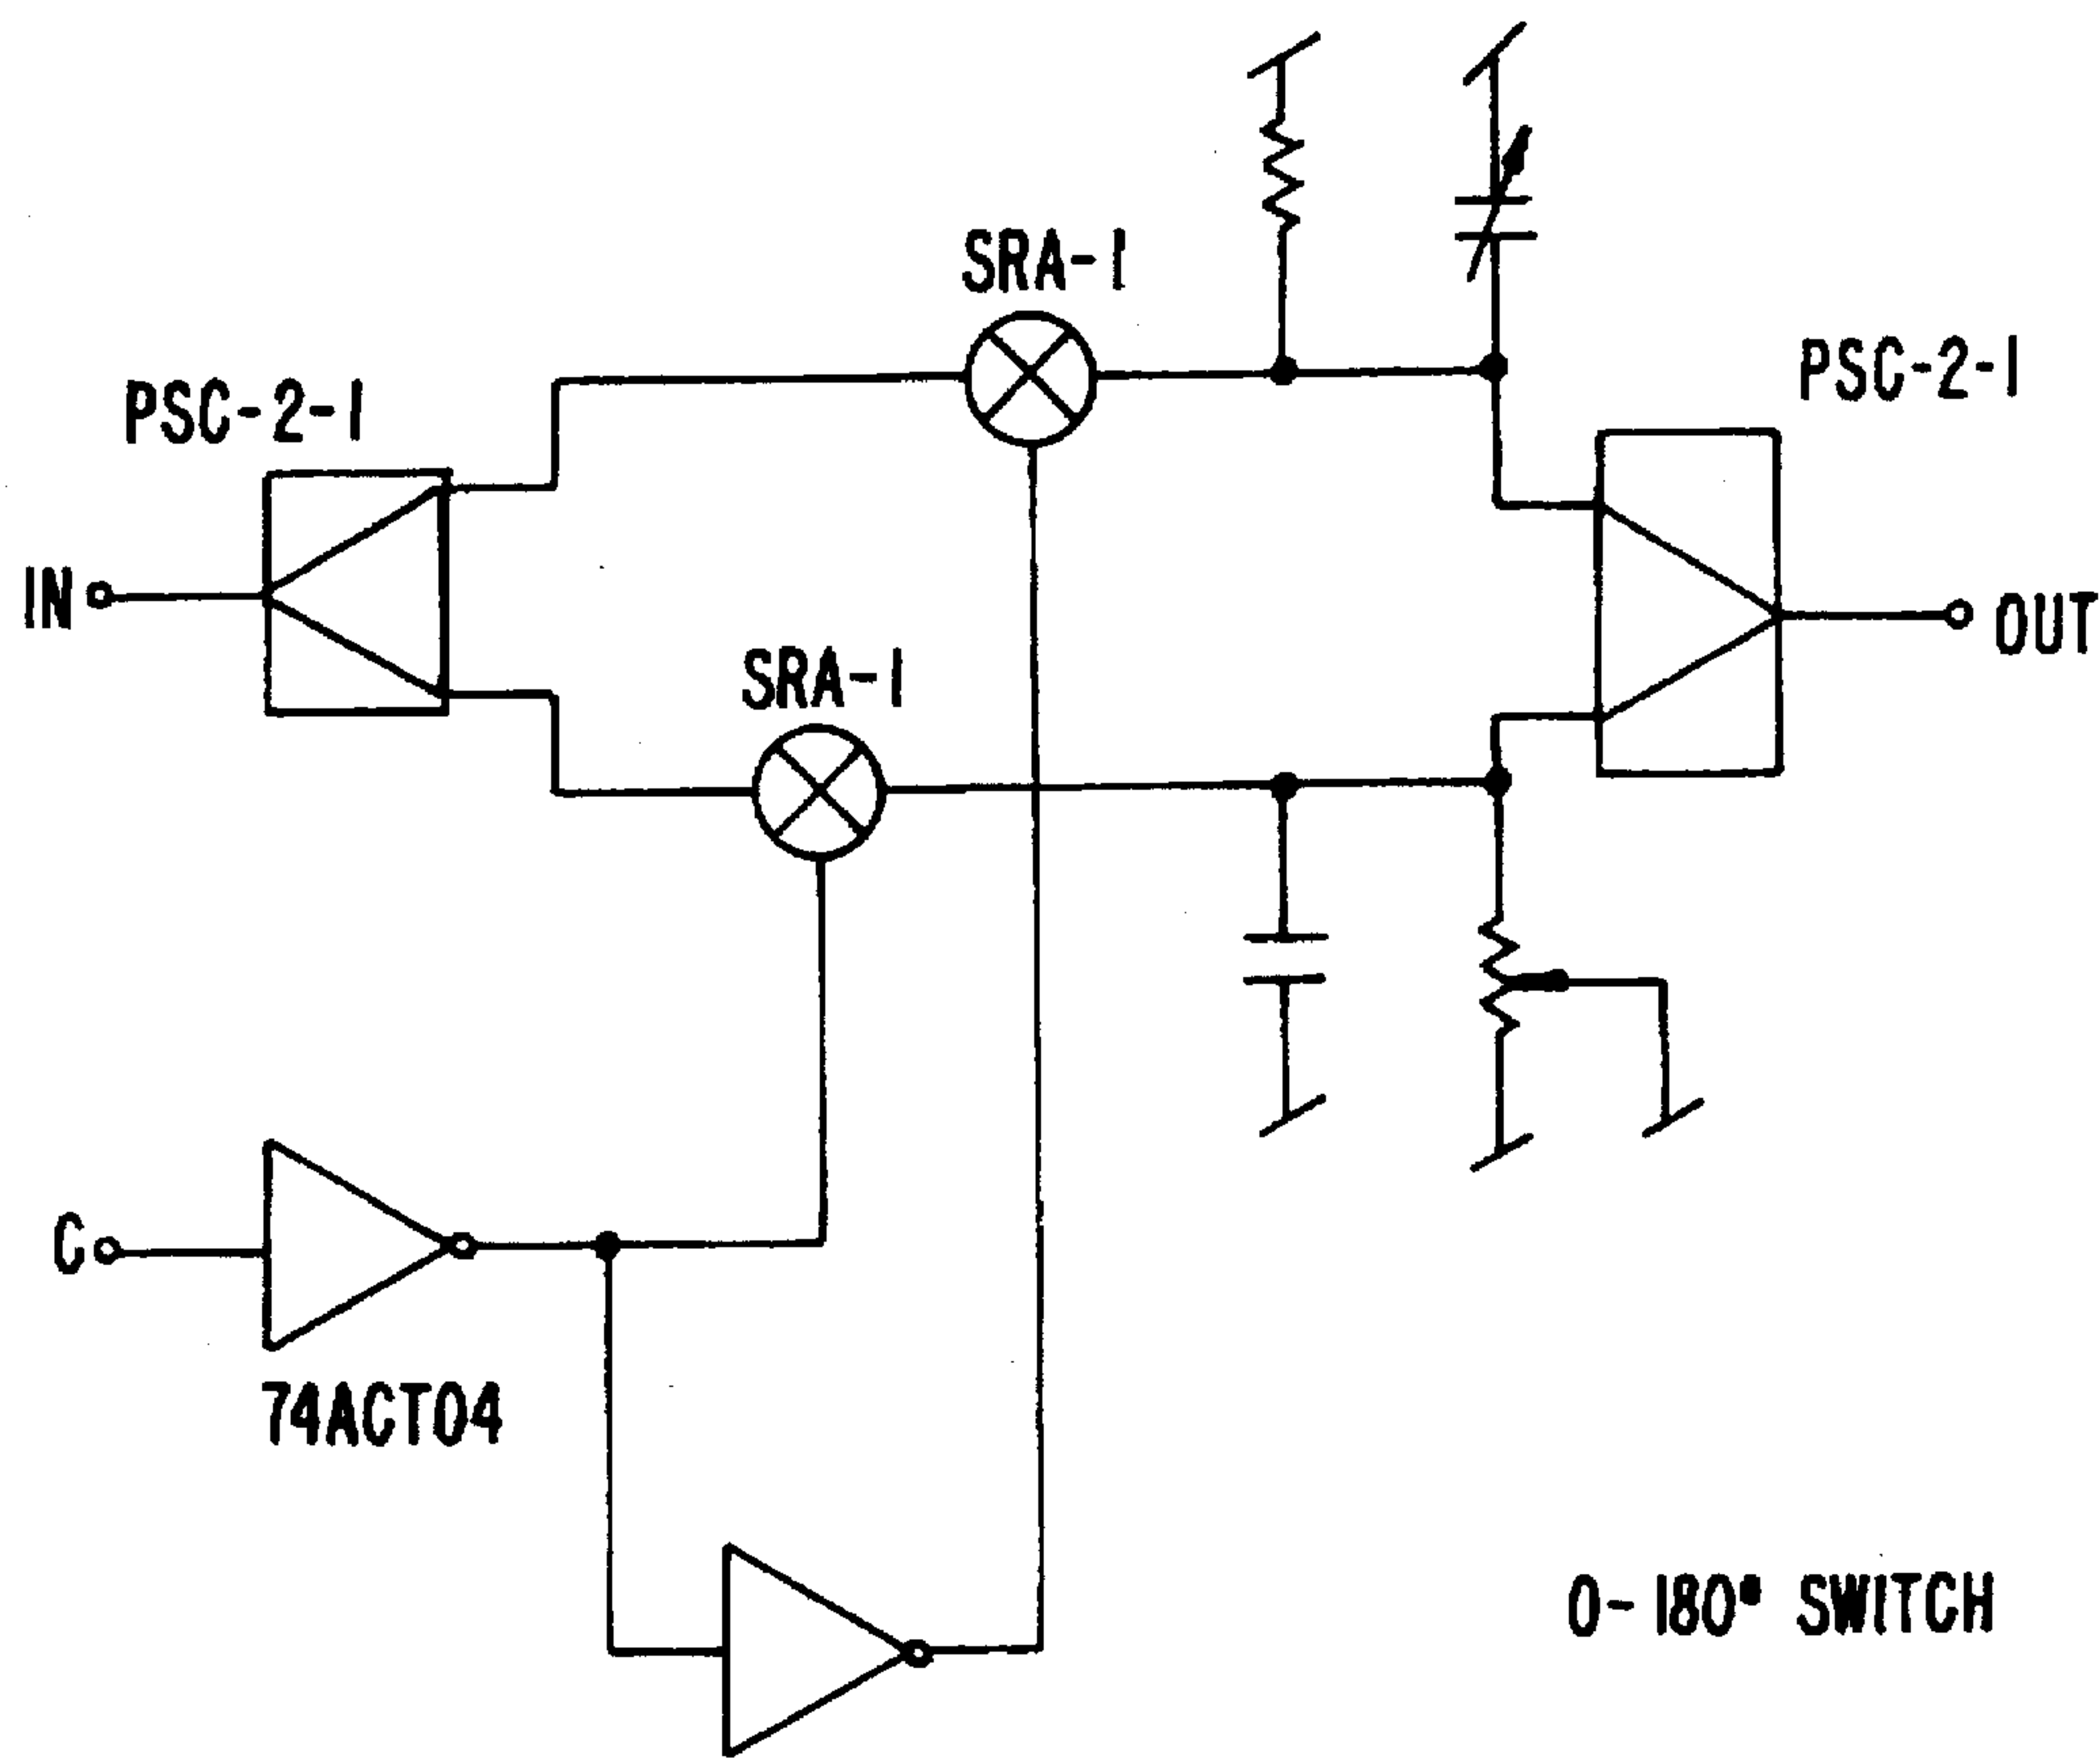 SRA-1
PSC-2-1
PSC-2-1
IN
OUT
SRA-1
C
74ACT04
0-180° SWITCH